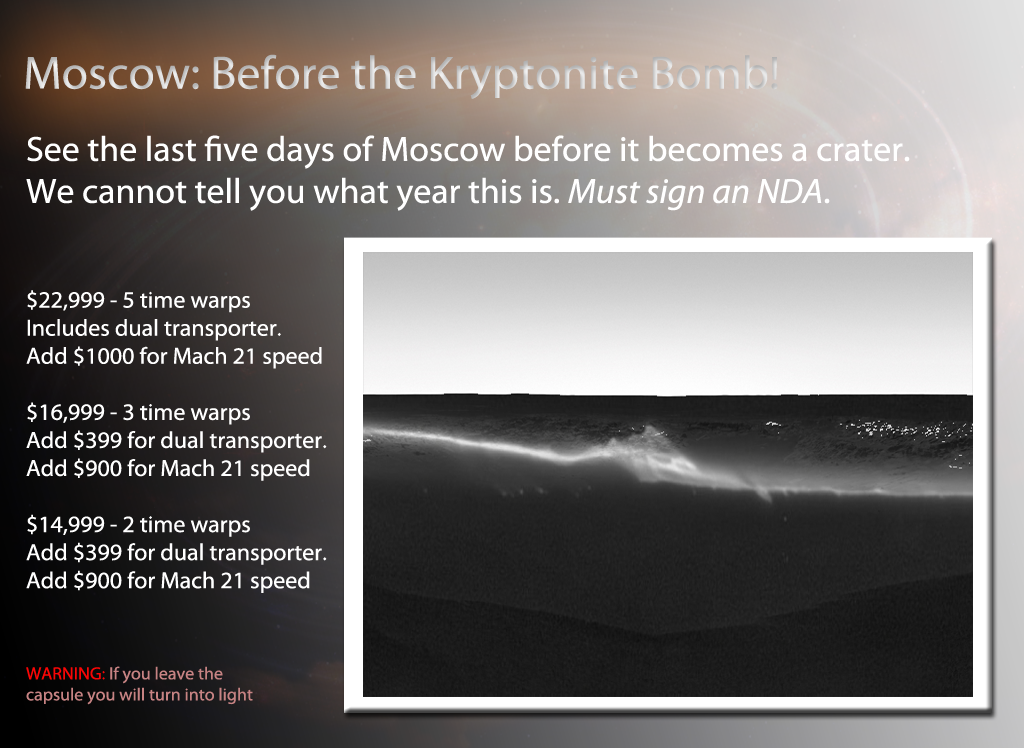 Moscow: Before the Kryptonite Bomb!
See the last five days of Moscow before it becomes a crater.
We cannot tell you what year this is. Must sign an NDA.
$22,999 - 5 time warps
Includes dual transporter.
Add $1000 for Mach 21 speed
$16,999 - 3 time warps
Add $399 for dual transporter.
Add $900 for Mach 21 speed
$14,999 - 2 time warps
Add $399 for dual transporter.
Add $900 for Mach 21 speed
WARNING: If you leave the
capsule you will turn into light